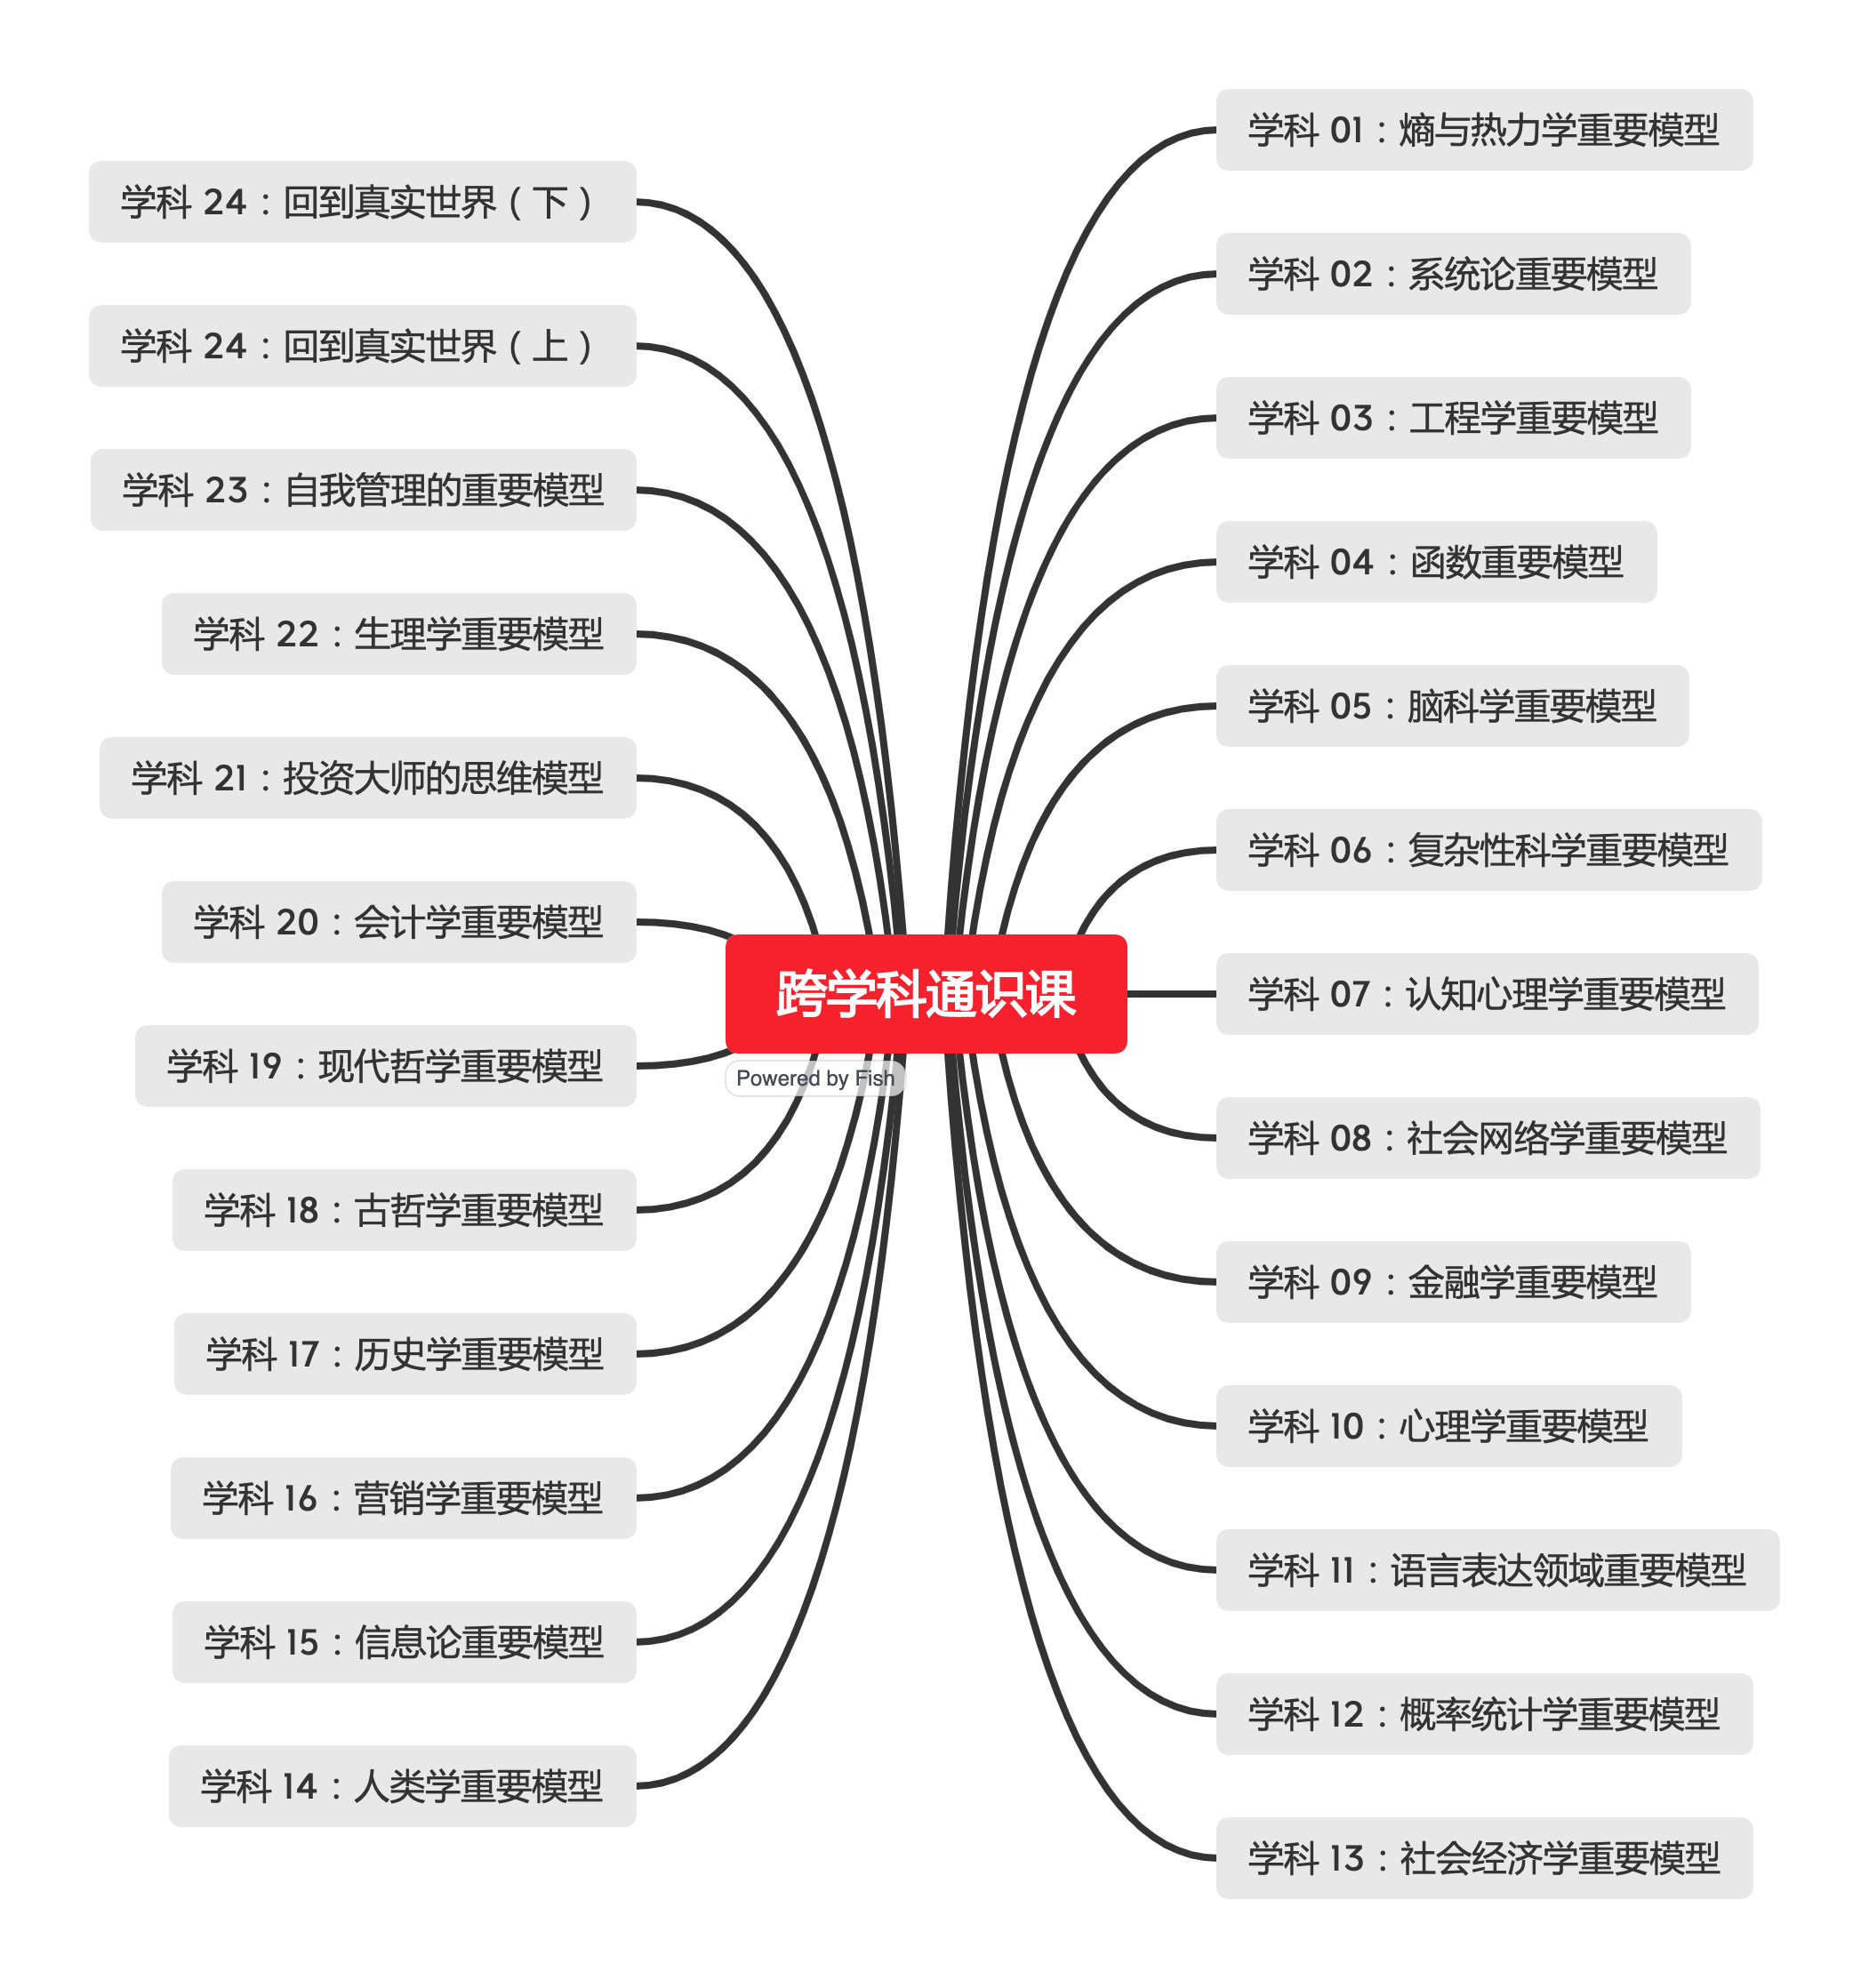 跨学科通识课
Powered by Fish
学科 01：熵与热力学重要模型
学科 02：系统论重要模型
学科 03：工程学重要模型
学科 04：函数重要模型
学科 05：脑科学重要模型
学科 06：复杂性科学重要模型
学科 07：认知心理学重要模型
学科 08：社会网络学重要模型
学科 09：金融学重要模型
学科 10：心理学重要模型
学科 11：语言表达领域重要模型
学科 12：概率统计学重要模型
学科 13：社会经济学重要模型
学科 24：回到真实世界（下）
学科 24：回到真实世界（上）
学科 23：自我管理的重要模型
学科 22：生理学重要模型
学科 21：投资大师的思维模型
学科 20：会计学重要模型
学科 19：现代哲学重要模型
学科 18：古哲学重要模型
学科 17：历史学重要模型
学科 16：营销学重要模型
学科 15：信息论重要模型
学科 14：人类学重要模型